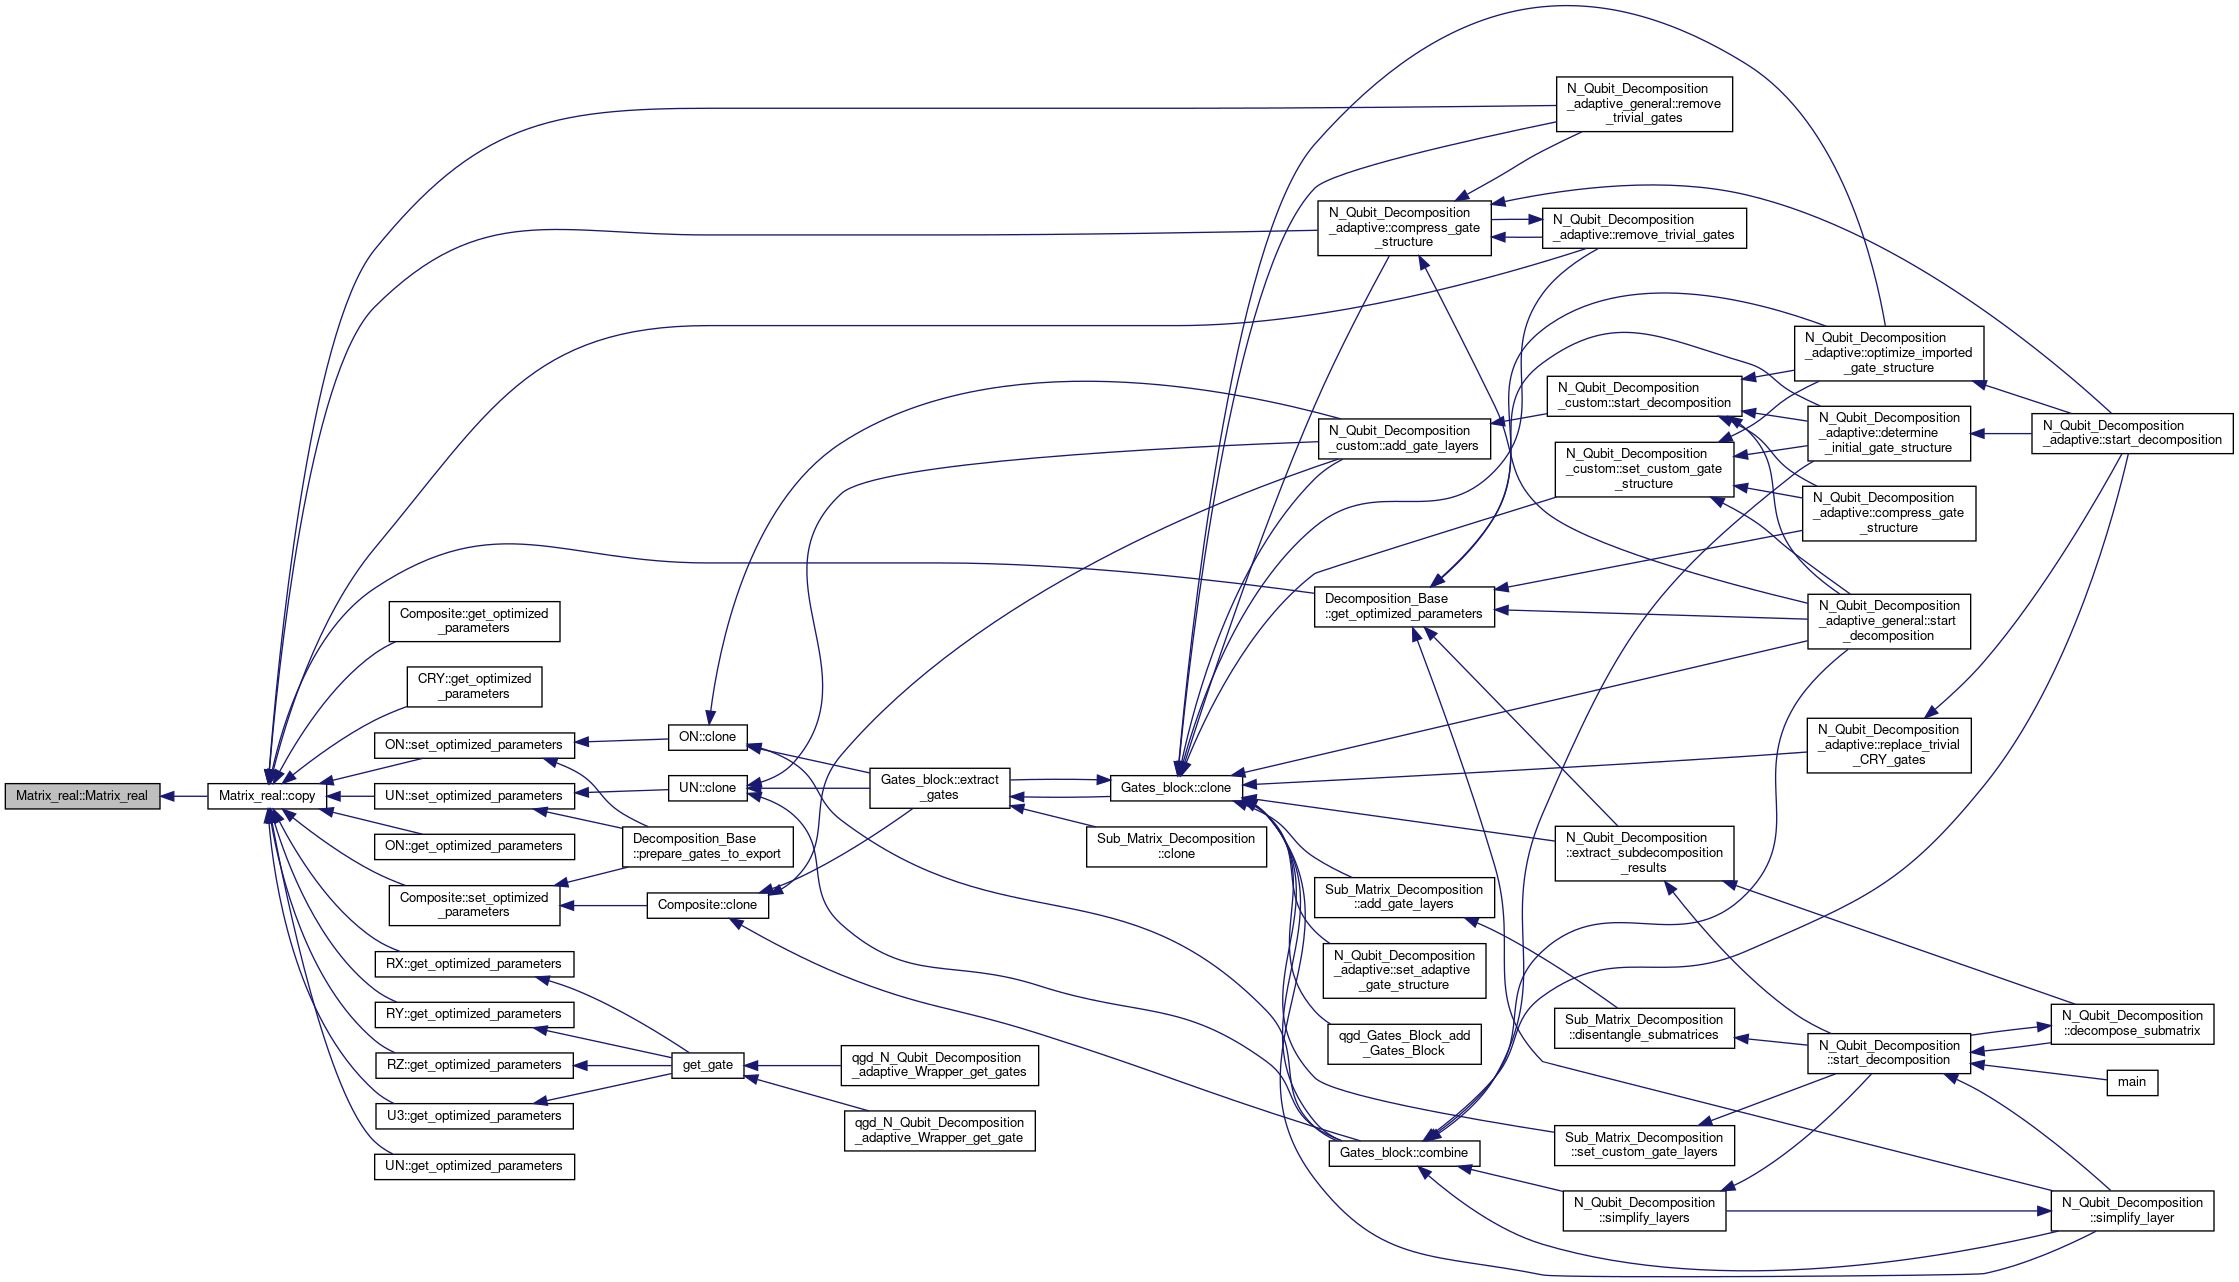 Matrix_real::Matrix_real
Matrix_real::copy
Composite::get_optimized
_parameters
CRY::get_optimized
_parameters
ON::set_optimized_parameters
UN::set_optimized_parameters
ON::get_optimized_parameters
Composite::set_optimized
_parameters
RX::get_optimized_parameters
RY::get_optimized_parameters
RZ::get_optimized_parameters
U3::get_optimized_parameters
UN::get_optimized_parameters
ON::clone
UN::clone
Decomposition_Base
::prepare_gates_to_export
Composite::clone
get_gate
Gates_block::extract
_gates
qgd_N_Qubit_Decomposition
_adaptive_Wrapper_get_gates
qgd_N_Qubit_Decomposition
_adaptive_Wrapper_get_gate
Gates_block::clone
Sub_Matrix_Decomposition
::clone
N_Qubit_Decomposition
_adaptive::compress_gate
_structure
N_Qubit_Decomposition
_custom::add_gate_layers
Decomposition_Base
::get_optimized_parameters
Sub_Matrix_Decomposition
::add_gate_layers
N_Qubit_Decomposition
_adaptive::set_adaptive
_gate_structure
qgd_Gates_Block_add
_Gates_Block
Gates_block::combine
N_Qubit_Decomposition
_adaptive_general::remove
_trivial_gates
N_Qubit_Decomposition
_adaptive::remove_trivial_gates
N_Qubit_Decomposition
_custom::start_decomposition
N_Qubit_Decomposition
_custom::set_custom_gate
_structure
N_Qubit_Decomposition
::extract_subdecomposition
_results
Sub_Matrix_Decomposition
::disentangle_submatrices
Sub_Matrix_Decomposition
::set_custom_gate_layers
N_Qubit_Decomposition
::simplify_layers
N_Qubit_Decomposition
_adaptive::optimize_imported
_gate_structure
N_Qubit_Decomposition
_adaptive::determine
_initial_gate_structure
N_Qubit_Decomposition
_adaptive::compress_gate
_structure
N_Qubit_Decomposition
_adaptive_general::start
_decomposition
N_Qubit_Decomposition
_adaptive::replace_trivial
_CRY_gates
N_Qubit_Decomposition
::start_decomposition
N_Qubit_Decomposition
_adaptive::start_decomposition
N_Qubit_Decomposition
::decompose_submatrix
main
N_Qubit_Decomposition
::simplify_layer